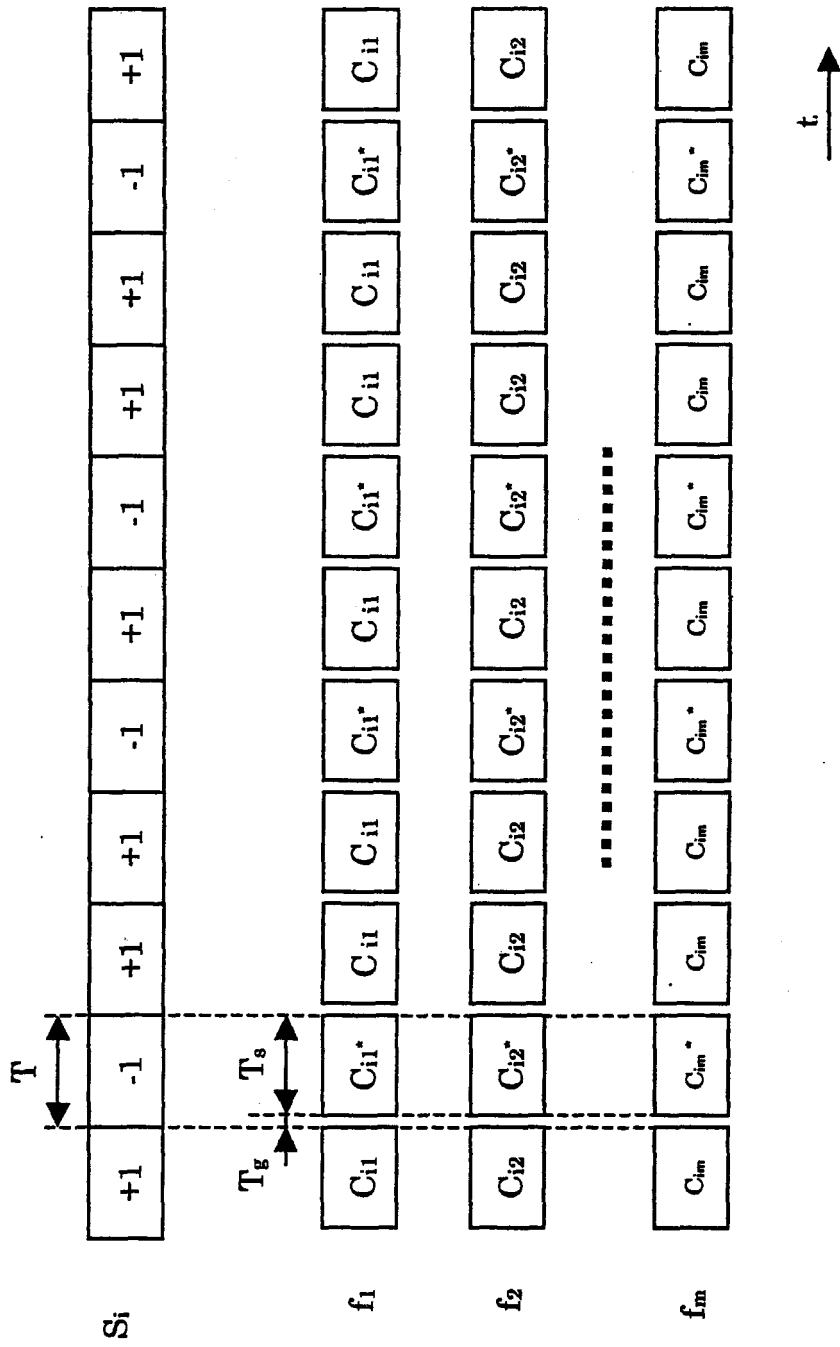 T
Si +1 -1 +1 +1 -1 +1 -1 +1 +1 -1 +1
Tg Ts
f1 Ci1 Ci1* Ci1 Ci1 Ci1* Ci1 Ci1* Ci1 Ci1 Ci1* Ci1
f2 Ci2 Ci2* Ci2 Ci2 Ci2* Ci2 Ci2* Ci2 Ci2 Ci2* Ci2
fm Cim Cim* Cim Cim Cim* Cim Cim* Cim Cim Cim* Cim
t